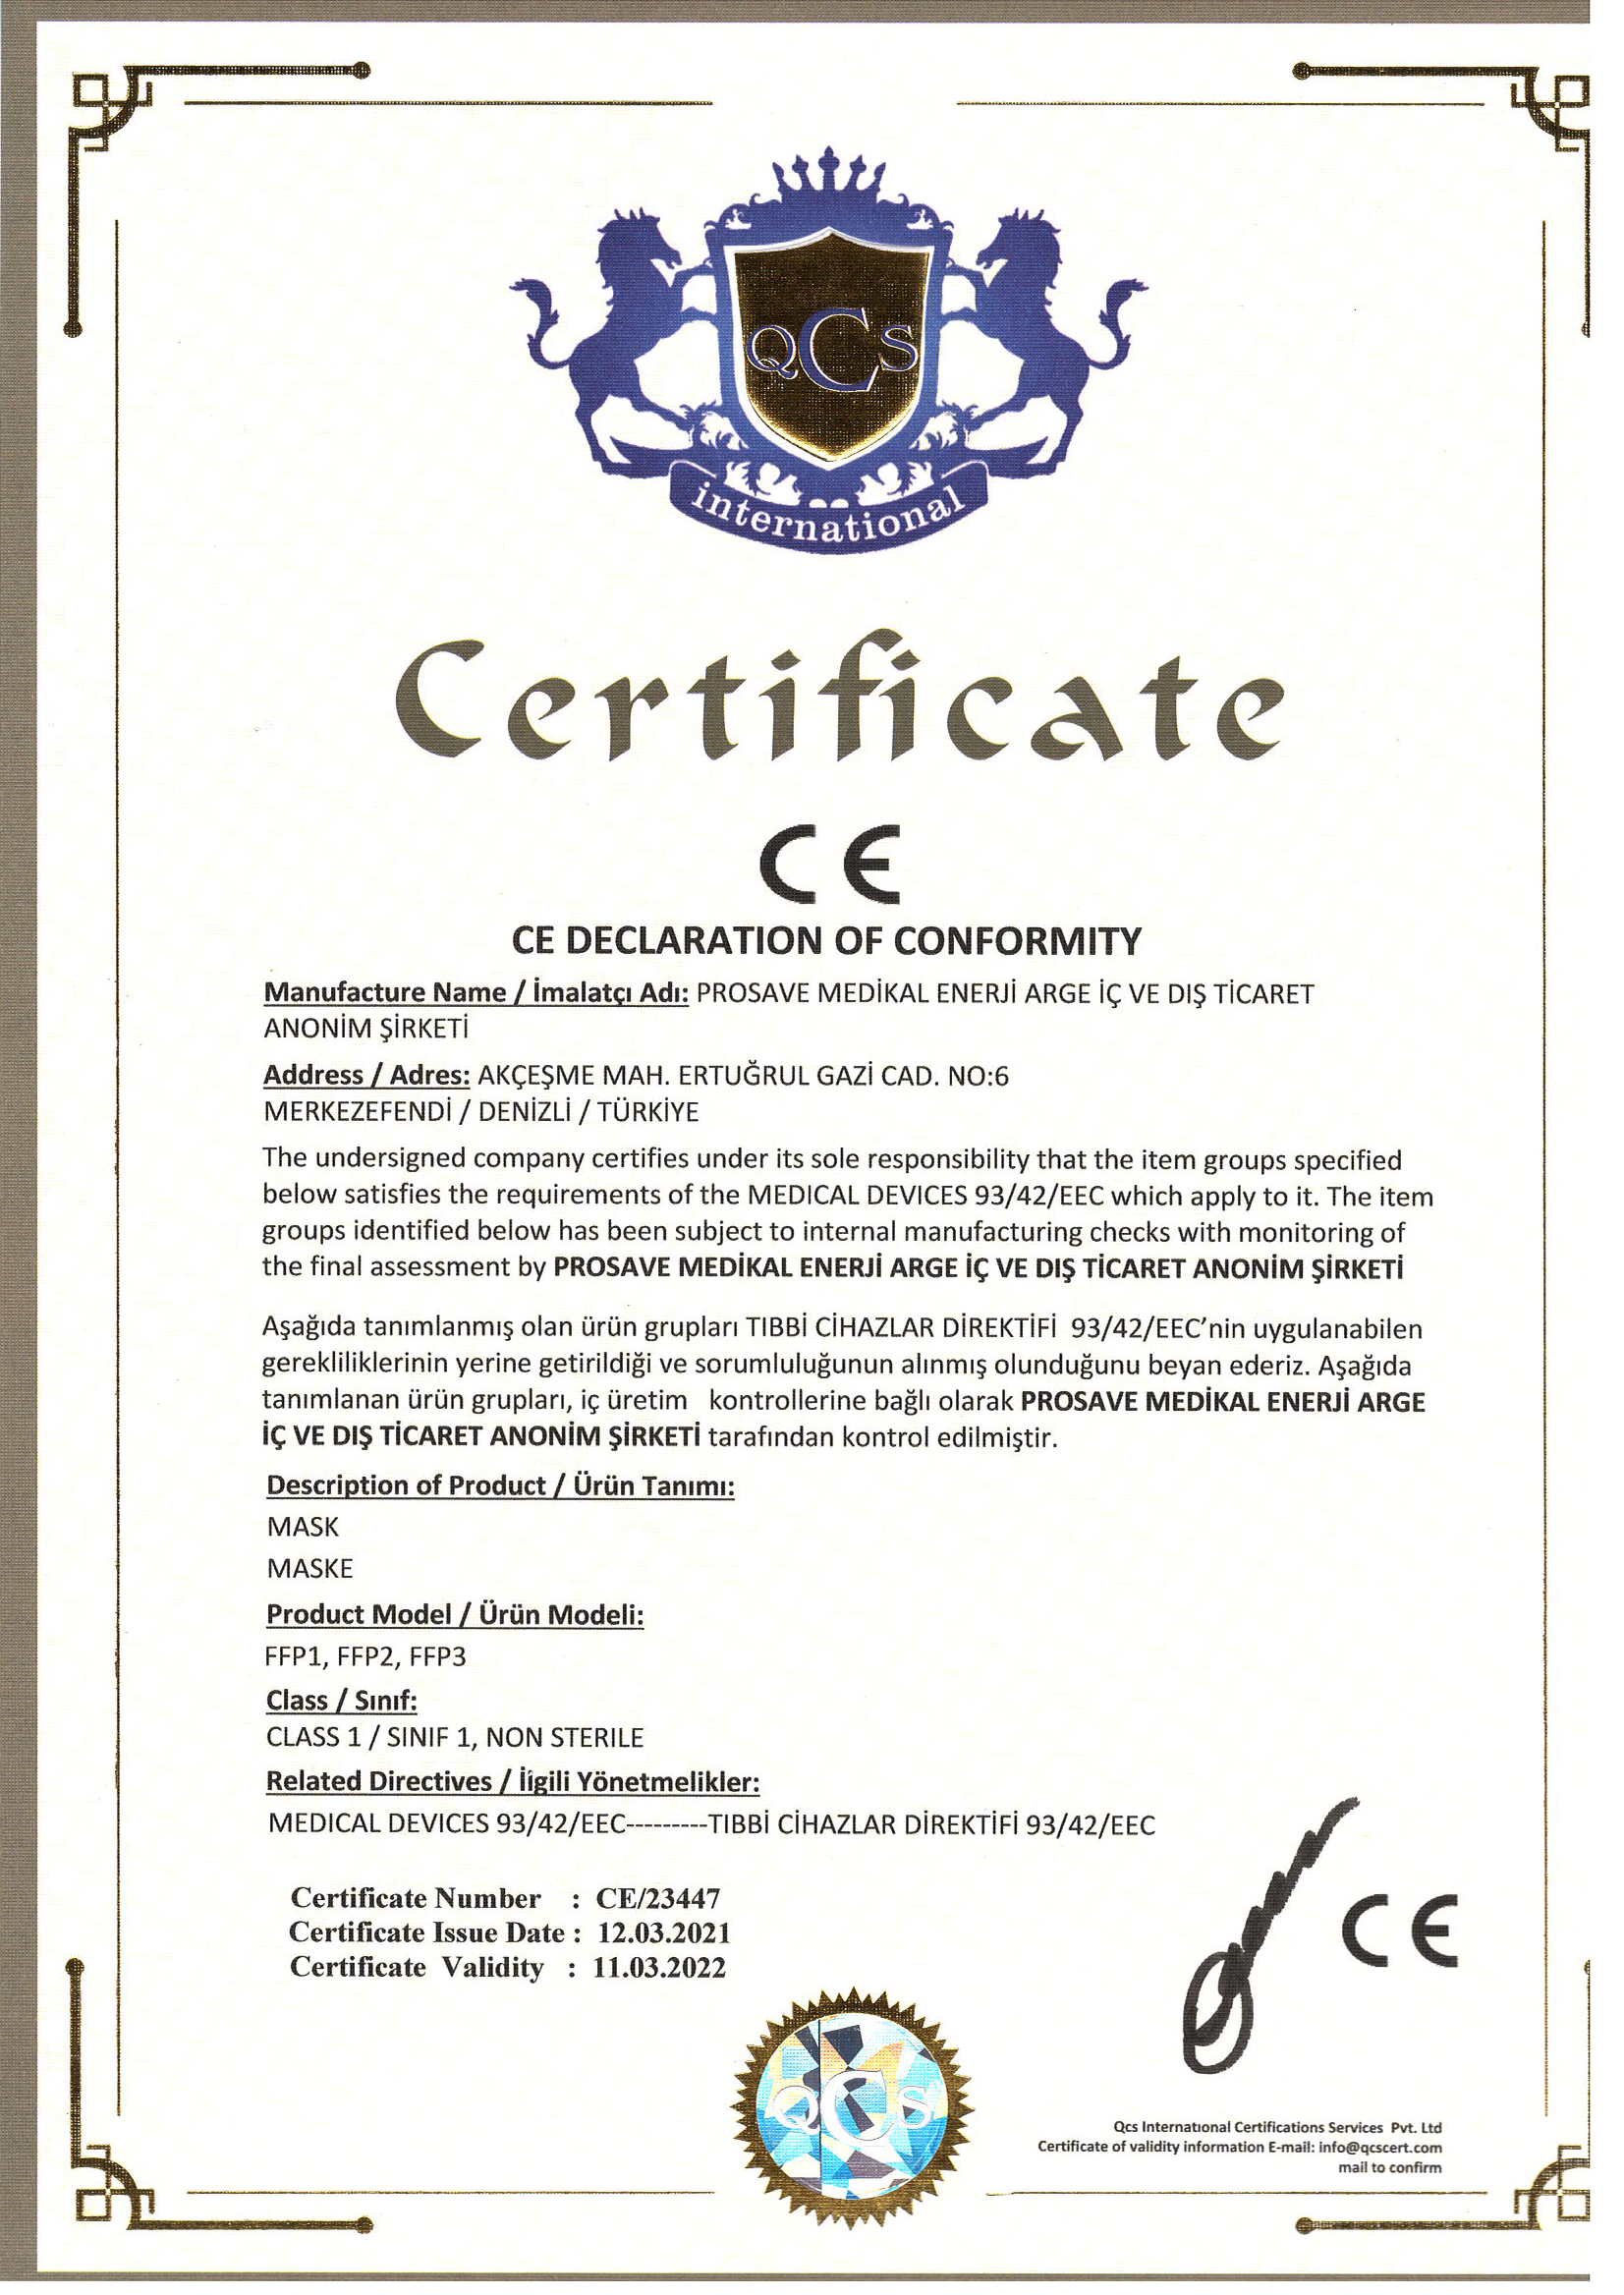 QCS
international
Certificate
CE
CE DECLARATION OF CONFORMITY
Manufacture Name / İmalatçı Adı: PROSAVE MEDİKAL ENERJİ ARGE İÇ VE DIŞ TİCARET
ANONİM ŞİRKETİ
Address / Adres: AKÇEŞME MAH. ERTUĞRUL GAZİ CAD. NO:6
MERKEZEFENDİ / DENİZLİ / TÜRKİYE
The undersigned company certifies under its sole responsibility that the item groups specified
below satisfies the requirements of the MEDICAL DEVICES 93/42/EEC which apply to it. The item
groups identified below has been subject to internal manufacturing checks with monitoring of
the final assessment by PROSAVE MEDİKAL ENERJİ ARGE İÇ VE DIŞ TİCARET ANONİM ŞİRKETİ
Aşağıda tanımlanmış olan ürün grupları TIBBİ CİHAZLAR DİREKTİFİ 93/42/EEC'nin uygulanabilen
gerekliliklerinin yerine getirildiği ve sorumluluğunun alınmış olunduğunu beyan ederiz. Aşağıda
tanımlanan ürün grupları, iç üretim kontrollerine bağlı olarak PROSAVE MEDİKAL ENERJİ ARGE
İÇ VE DIŞ TİCARET ANONİM ŞİRKETİ tarafından kontrol edilmiştir.
Description of Product / Ürün Tanımı:
MASK
MASKE
Product Model / Ürün Modeli:
FFP1, FFP2, FFP3
Class / Sınıf:
CLASS 1 / SINIF 1, NON STERILE
Related Directives / İlgili Yönetmelikler:
MEDICAL DEVICES 93/42/EEC---------TIBBİ CİHAZLAR DİREKTİFİ 93/42/EEC
Certificate Number : CE/23447
Certificate Issue Date : 12.03.2021
Certificate Validity : 11.03.2022
CE
QCS
Qcs Internatıonal Certifications Services Pvt. Ltd
Certificate of validity information E-mail: info@qcscert.com
mail to confirm